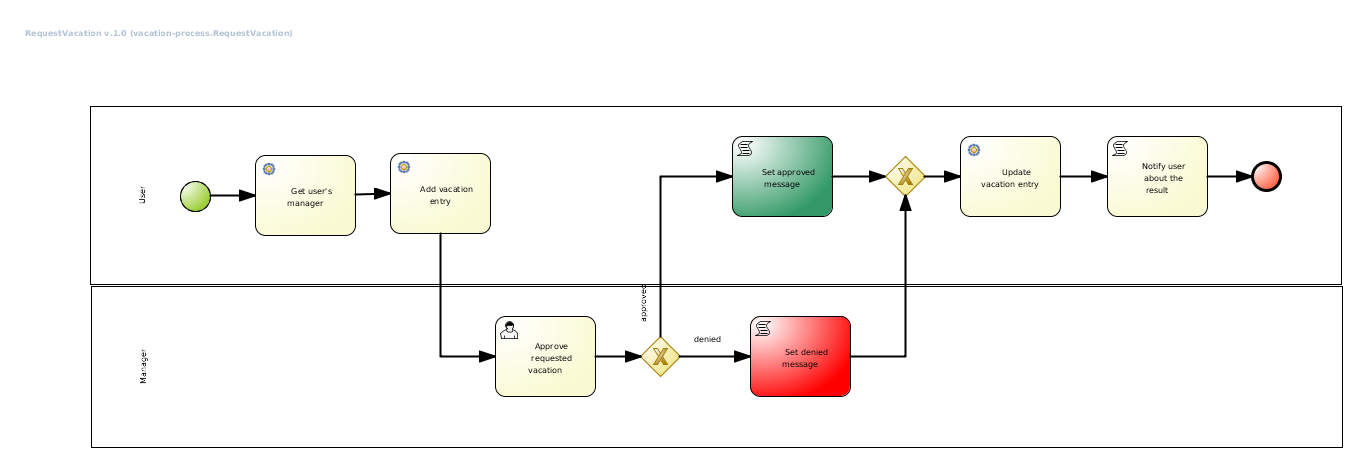 RequestVacation v.1.0 (vacation-process.RequestVacation)
User
Get user's
manager
Add vacation
entry
Set approved
message
Update
vacation entry
Notify user
about the
result
approved
Manager
Approve
requested
vacation
denied
Set denied
message